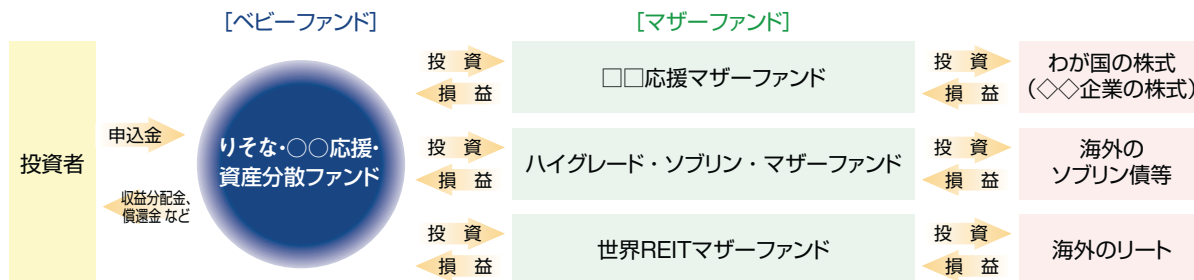 [ベビーファンド]
[マザーファンド]
投資者
申込金
収益分配金、
償還金 など
りそな・○○応援・
資産分散ファンド
投 資
損 益
□□応援マザーファンド
投 資
損 益
わが国の株式
(◇◇企業の株式)
投 資
損 益
ハイグレード・ソブリン・マザーファンド
投 資
損 益
海外の
ソブリン債等
投 資
損 益
世界REITマザーファンド
投 資
損 益
海外のリート